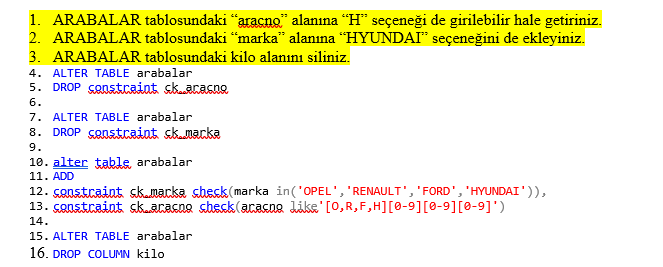 1. ARABALAR tablosundaki “aracno” alanına “H” seçeneği de girilebilir hale getiriniz.
2. ARABALAR tablosundaki “marka” alanına “HYUNDAI” seçeneğini de ekleyiniz.
3. ARABALAR tablosundaki kilo alanını siliniz.
4. ALTER TABLE arabalar
5. DROP constraint ck_aracno
6.
7. ALTER TABLE arabalar
8. DROP constraint ck_marka
9.
10. alter table arabalar
11. ADD
12. constraint ck_marka check(marka in('OPEL','RENAULT','FORD','HYUNDAI')),
13. constraint ck_aracno check(aracno like'[O,R,F,H][0-9][0-9][0-9]')
14.
15. ALTER TABLE arabalar
16. DROP COLUMN kilo